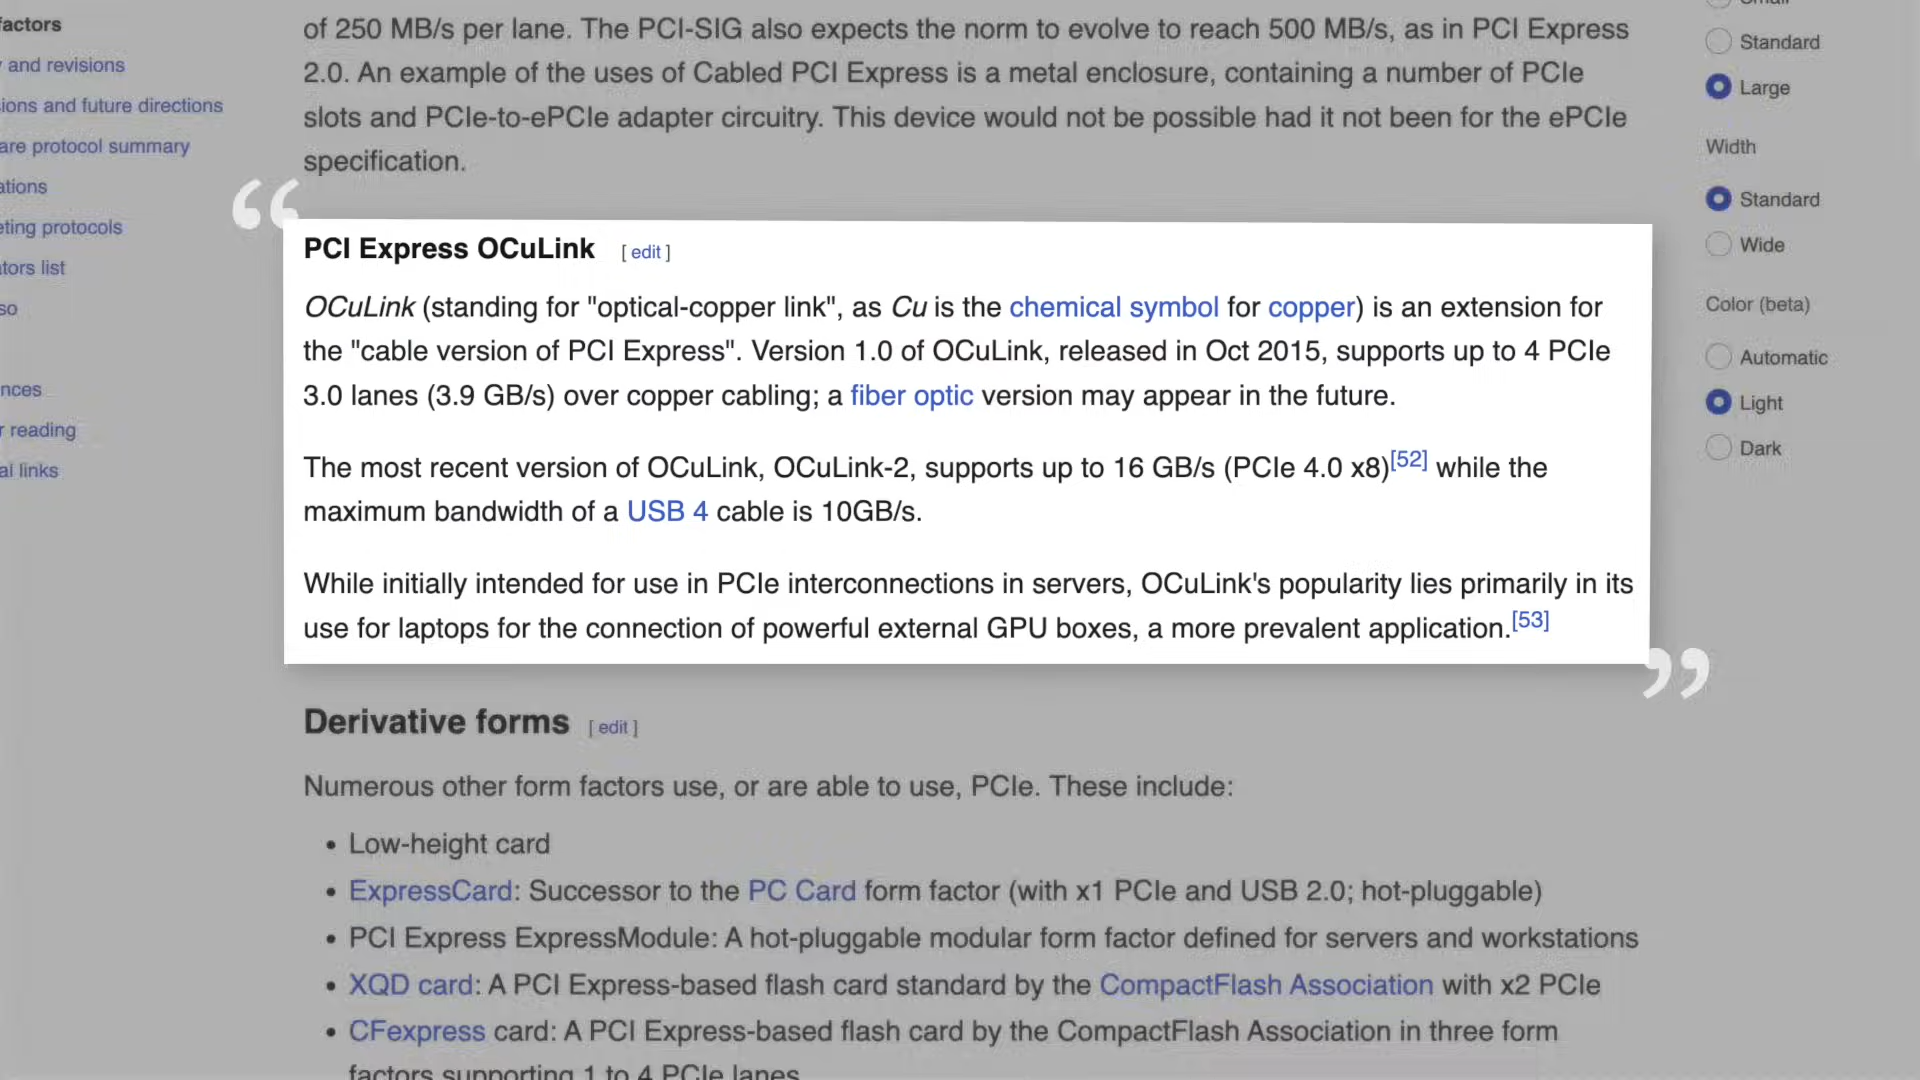 factors
and revisions
ions and future directions
are protocol summary
ations
eting protocols
tors list
so
nces
r reading
al links
of 250 MB/s per lane. The PCI-SIG also expects the norm to evolve to reach 500 MB/s, as in PCI Express
2.0. An example of the uses of Cabled PCI Express is a metal enclosure, containing a number of PCIe
slots and PCIe-to-ePCIe adapter circuitry. This device would not be possible had it not been for the ePCIe
specification.
“
PCI Express OCuLink [ edit ]
OCuLink (standing for "optical-copper link", as Cu is the chemical symbol for copper) is an extension for
the "cable version of PCI Express". Version 1.0 of OCuLink, released in Oct 2015, supports up to 4 PCIe
3.0 lanes (3.9 GB/s) over copper cabling; a fiber optic version may appear in the future.
The most recent version of OCuLink, OCuLink-2, supports up to 16 GB/s (PCIe 4.0 x8)[52] while the
maximum bandwidth of a USB 4 cable is 10GB/s.
While initially intended for use in PCIe interconnections in servers, OCuLink's popularity lies primarily in its
use for laptops for the connection of powerful external GPU boxes, a more prevalent application.[53]
”
Derivative forms [ edit ]
Numerous other form factors use, or are able to use, PCIe. These include:
• Low-height card
• ExpressCard: Successor to the PC Card form factor (with x1 PCIe and USB 2.0; hot-pluggable)
• PCI Express ExpressModule: A hot-pluggable modular form factor defined for servers and workstations
• XQD card: A PCI Express-based flash card standard by the CompactFlash Association with x2 PCIe
• CFexpress card: A PCI Express-based flash card by the CompactFlash Association in three form
factors supporting 1 to 4 PCIe lanes
Small
Standard
Large
Width
Standard
Wide
Color (beta)
Automatic
Light
Dark